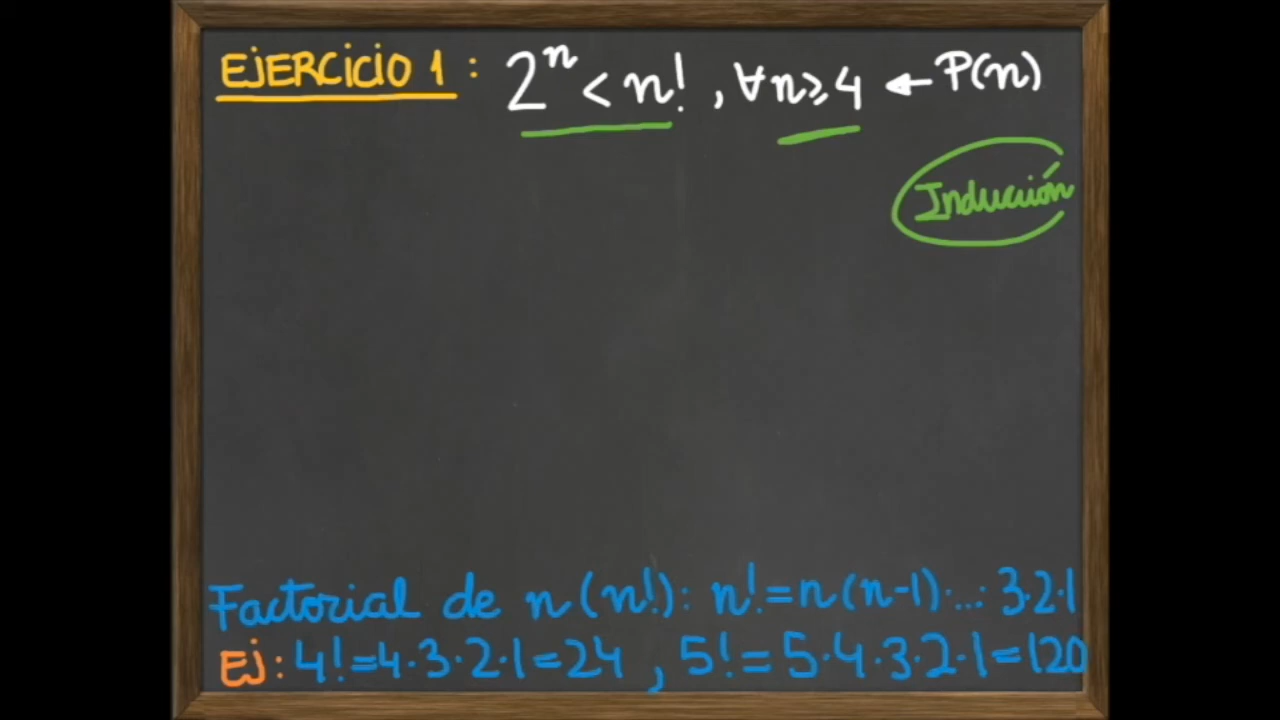 EJERCICIO 1 : 2ⁿ < n! , ∀n≥4 ← P(n)
Inducción
Factorial de n (n!): n! = n (n-1)·...· 3·2·1
Ej: 4! = 4·3·2·1 = 24 , 5! = 5·4·3·2·1 = 120